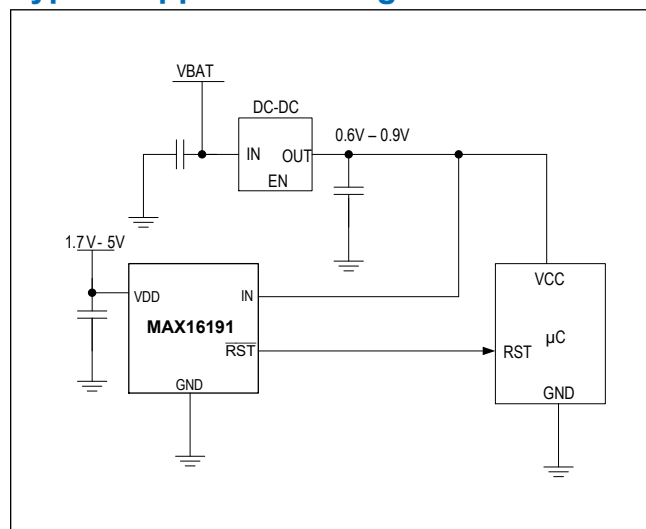 VBAT
DC-DC
0.6V – 0.9V
IN
OUT
EN
1.7V- 5V
VDD
IN
VCC
MAX16191
µC
RST
RST
GND
GND